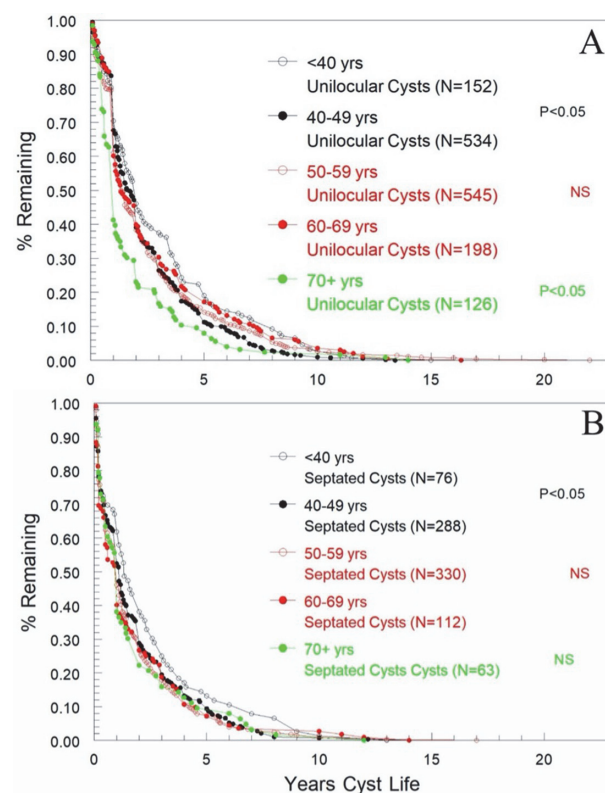 A
1.00
0.90
0.80
0.70
0.60
0.50
0.40
0.30
0.20
0.10
0.00
% Remaining
<40 yrs
Unilocular Cysts (N=152)
40-49 yrs
Unilocular Cysts (N=534)
P<0.05
50-59 yrs
Unilocular Cysts (N=545)
NS
60-69 yrs
Unilocular Cysts (N=198)
70+ yrs
Unilocular Cysts (N=126)
P<0.05
0 5 10 15 20
B
1.00
0.90
0.80
0.70
0.60
0.50
0.40
0.30
0.20
0.10
0.00
% Remaining
<40 yrs
Septated Cysts (N=76)
40-49 yrs
Septated Cysts (N=288)
P<0.05
50-59 yrs
Septated Cysts (N=330)
NS
60-69 yrs
Septated Cysts (N=112)
70+ yrs
Septated Cysts Cysts (N=63)
NS
0 5 10 15 20
Years Cyst Life